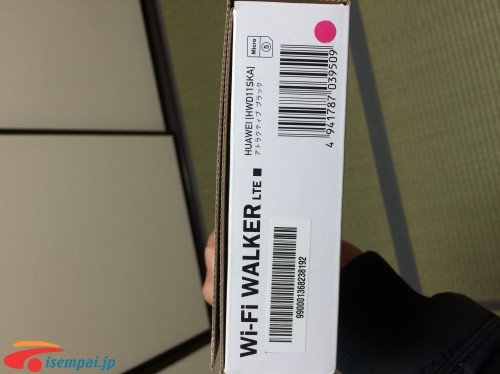 Wi-Fi WALKER LTE
HUAWEI [HWD11SKA]
アトラクティブ ブラック
Micro
5
4 941787 039509
990001368238192
isempai.jp